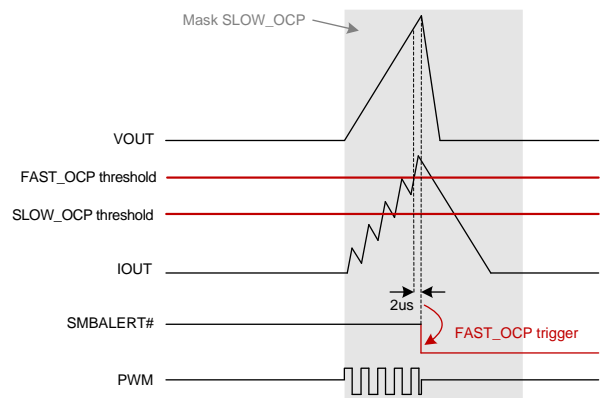 Mask SLOW_OCP
VOUT
FAST_OCP threshold
SLOW_OCP threshold
IOUT
2us
SMBALERT#
FAST_OCP trigger
PWM